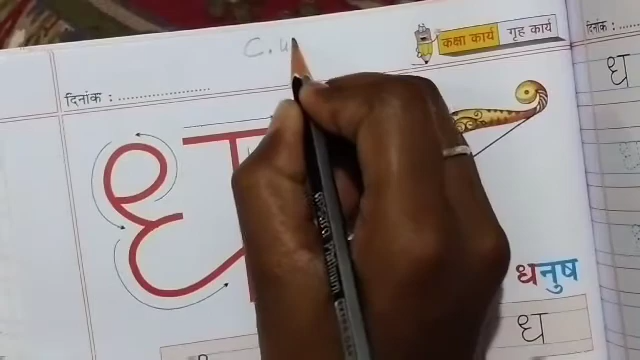 C.W
कक्षा कार्य गृह कार्य
दिनांक : ........................
दिनांक : ......
ध
ध
धनुष
ध